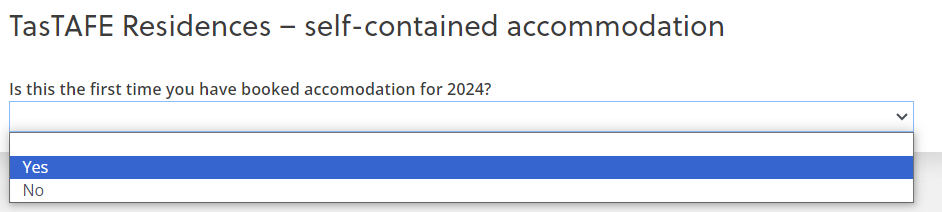 TasTAFE Residences – self-contained accommodation
Is this the first time you have booked accomodation for 2024?
Yes
No